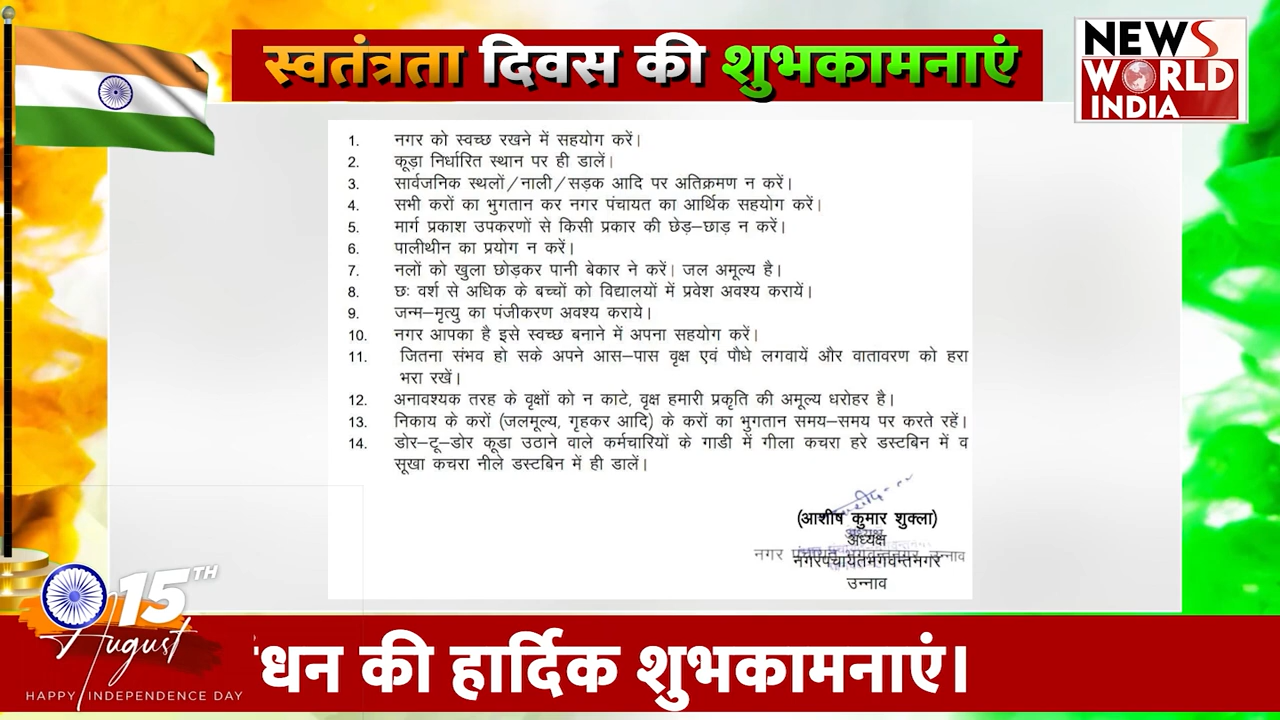 स्वतंत्रता दिवस की शुभकामनाएं
NEWS
WORLD
INDIA
1. नगर को स्वच्छ रखने में सहयोग करें।
2. कूड़ा निर्धारित स्थान पर ही डालें।
3. सार्वजनिक स्थलों/नाली/सड़क आदि पर अतिक्रमण न करें।
4. सभी करों का भुगतान कर नगर पंचायत का आर्थिक सहयोग करें।
5. मार्ग प्रकाश उपकरणों से किसी प्रकार की छेड़–छाड़ न करें।
6. पालीथीन का प्रयोग न करें।
7. नलों को खुला छोड़कर पानी बेकार ने करें। जल अमूल्य है।
8. छः वर्श से अधिक के बच्चों को विद्यालयों में प्रवेश अवश्य करायें।
9. जन्म–मृत्यु का पंजीकरण अवश्य कराये।
10. नगर आपका है इसे स्वच्छ बनाने में अपना सहयोग करें।
11. जितना संभव हो सके अपने आस–पास वृक्ष एवं पौधे लगवायें और वातावरण को हरा
भरा रखें।
12. अनावश्यक तरह के वृक्षों को न काटे, वृक्ष हमारी प्रकृति की अमूल्य धरोहर है।
13. निकाय के करों (जलमूल्य, गृहकर आदि) के करों का भुगतान समय–समय पर करते रहें।
14. डोर–टू–डोर कूडा उठाने वाले कर्मचारियों के गाडी में गीला कचरा हरे डस्टबिन में व
सूखा कचरा नीले डस्टबिन में ही डालें।
(आशीष कुमार शुक्ला)
अध्यक्ष
नगर पंचायत भगवन्तनगर, उन्नाव
नगरपंचायतभगवन्तनगर
उन्नाव
15TH
August
HAPPY INDEPENDENCE DAY
धन की हार्दिक शुभकामनाएं।